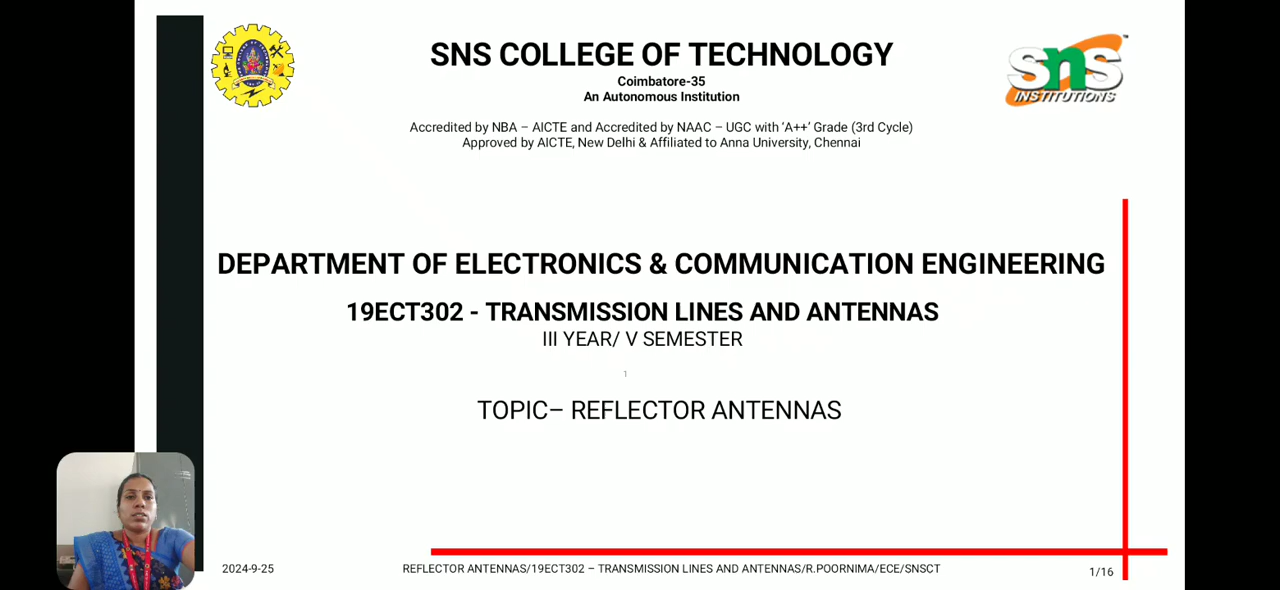 SNS COLLEGE OF TECHNOLOGY
Coimbatore-35
An Autonomous Institution
Accredited by NBA – AICTE and Accredited by NAAC – UGC with ‘A++’ Grade (3rd Cycle)
Approved by AICTE, New Delhi & Affiliated to Anna University, Chennai
sns
INSTITUTIONS
DEPARTMENT OF ELECTRONICS & COMMUNICATION ENGINEERING
19ECT302 - TRANSMISSION LINES AND ANTENNAS
III YEAR/ V SEMESTER
1
TOPIC– REFLECTOR ANTENNAS
2024-9-25
REFLECTOR ANTENNAS/19ECT302 – TRANSMISSION LINES AND ANTENNAS/R.POORNIMA/ECE/SNSCT
1/16